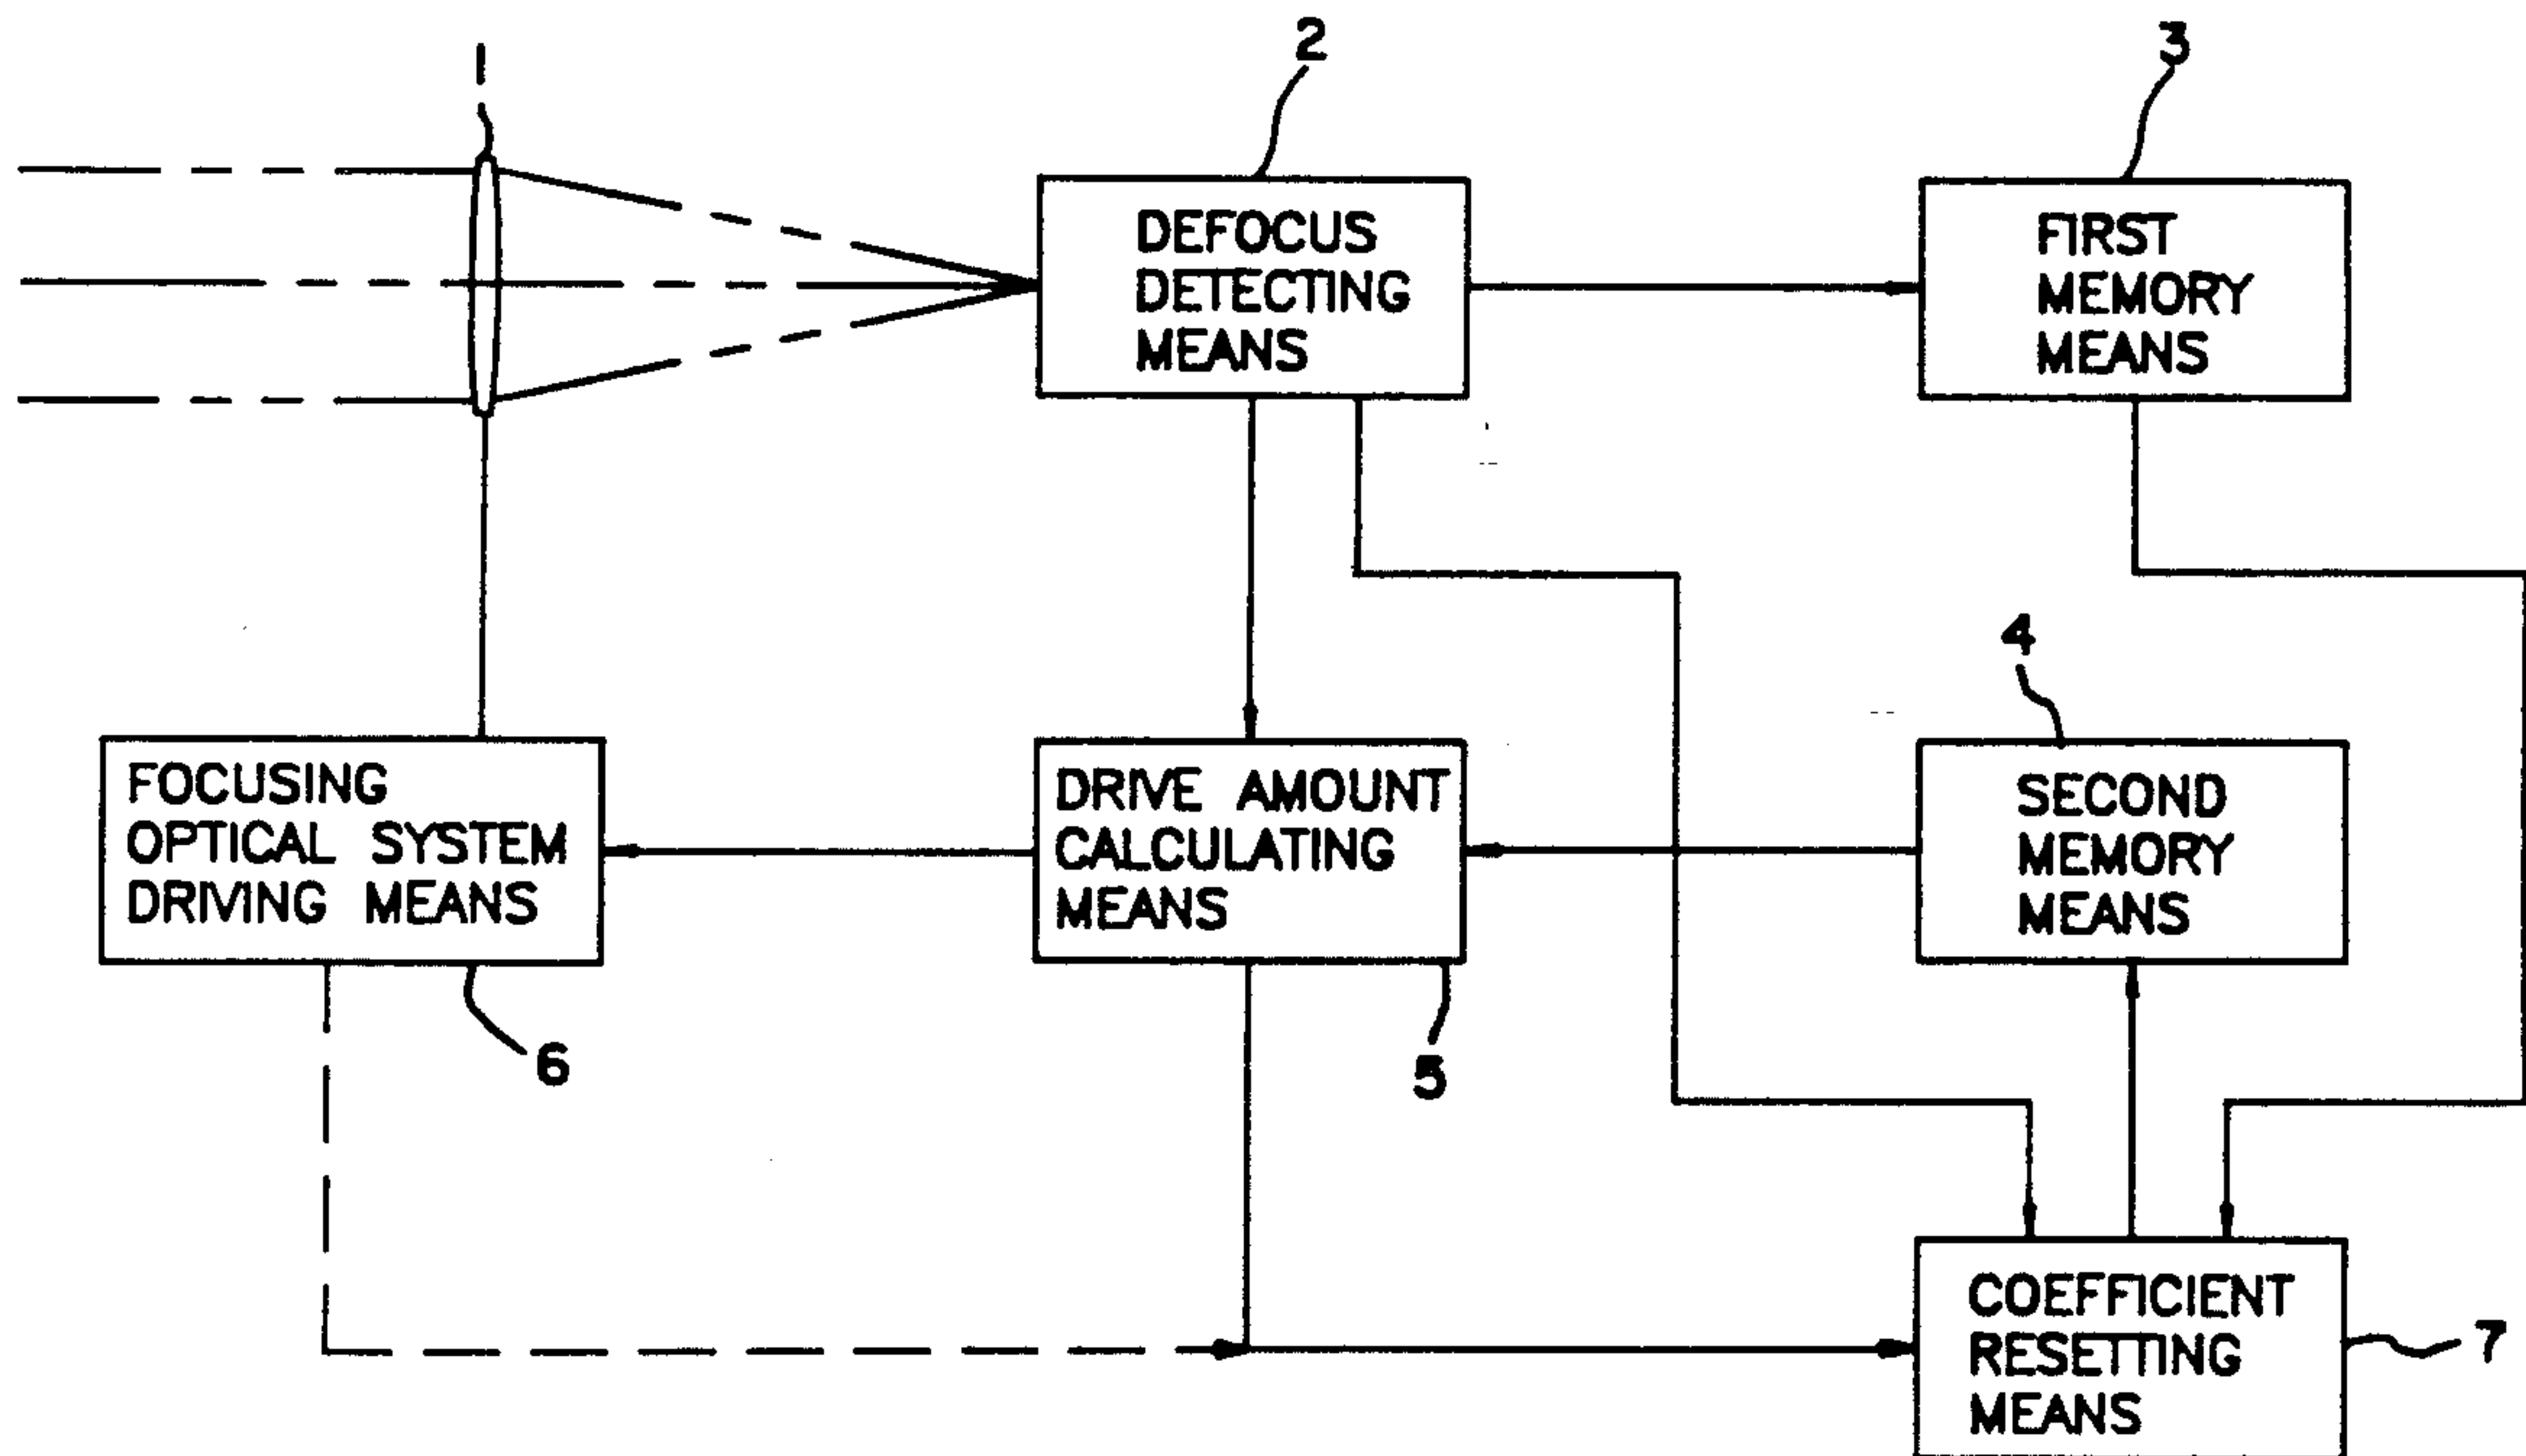 1
2
3
DEFOCUS
DETECTING
MEANS
FIRST
MEMORY
MEANS
4
FOCUSING
OPTICAL SYSTEM
DRIVING MEANS
DRIVE AMOUNT
CALCULATING
MEANS
SECOND
MEMORY
MEANS
6
5
COEFFICIENT
RESETTING
MEANS
7